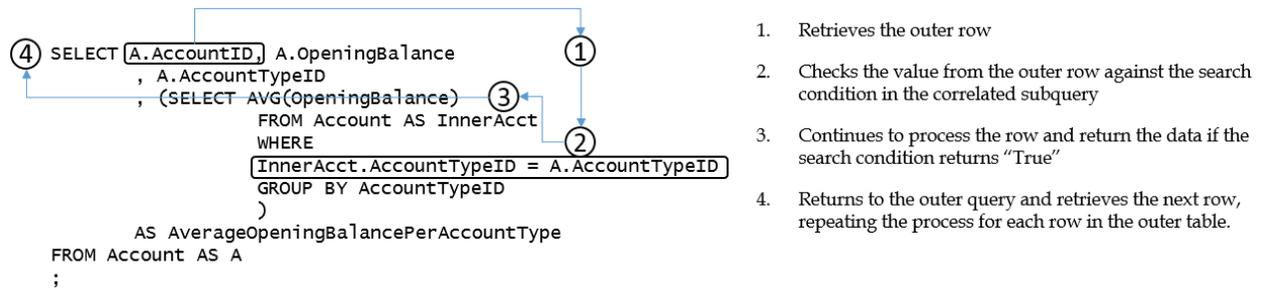 ④ SELECT A.AccountID, A.OpeningBalance
①
, A.AccountTypeID
, (SELECT AVG(OpeningBalance)
③
FROM Account AS InnerAcct
WHERE
②
InnerAcct.AccountTypeID = A.AccountTypeID
GROUP BY AccountTypeID
)
AS AverageOpeningBalancePerAccountType
FROM Account AS A
;
1. Retrieves the outer row
2. Checks the value from the outer row against the search
condition in the correlated subquery
3. Continues to process the row and return the data if the
search condition returns “True”
4. Returns to the outer query and retrieves the next row,
repeating the process for each row in the outer table.